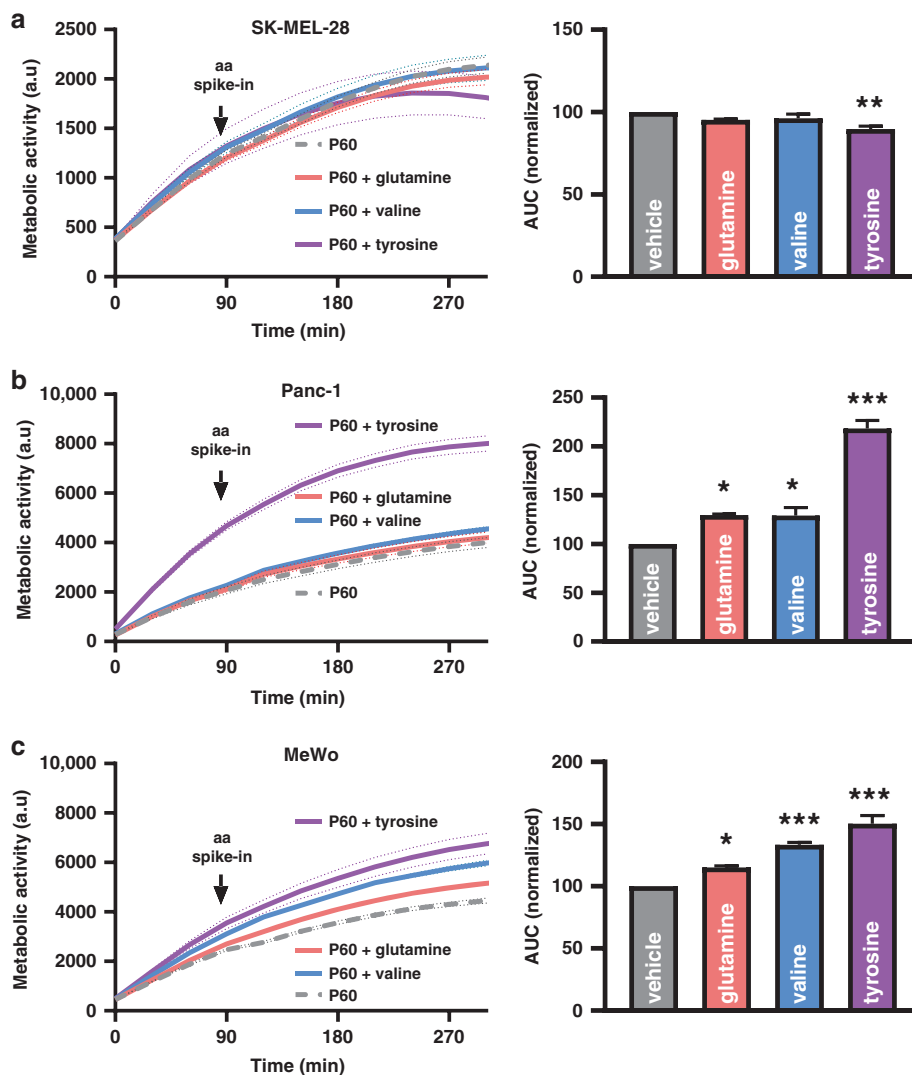 a
SK-MEL-28
Metabolic activity (a.u)
2500
2000
1500
1000
500
0
aa
spike-in
P60
P60 + glutamine
P60 + valine
P60 + tyrosine
0
90
180
270
Time (min)
AUC (normalized)
150
100
50
0
**
vehicle
glutamine
valine
tyrosine
b
Panc-1
Metabolic activity (a.u)
10,000
8000
6000
4000
2000
0
aa
spike-in
P60 + tyrosine
P60 + glutamine
P60 + valine
P60
0
90
180
270
Time (min)
AUC (normalized)
250
200
150
100
50
0
*
*
***
vehicle
glutamine
valine
tyrosine
c
MeWo
Metabolic activity (a.u)
10,000
8000
6000
4000
2000
0
aa
spike-in
P60 + tyrosine
P60 + glutamine
P60 + valine
P60
0
90
180
270
Time (min)
AUC (normalized)
200
150
100
50
0
*
***
***
vehicle
glutamine
valine
tyrosine